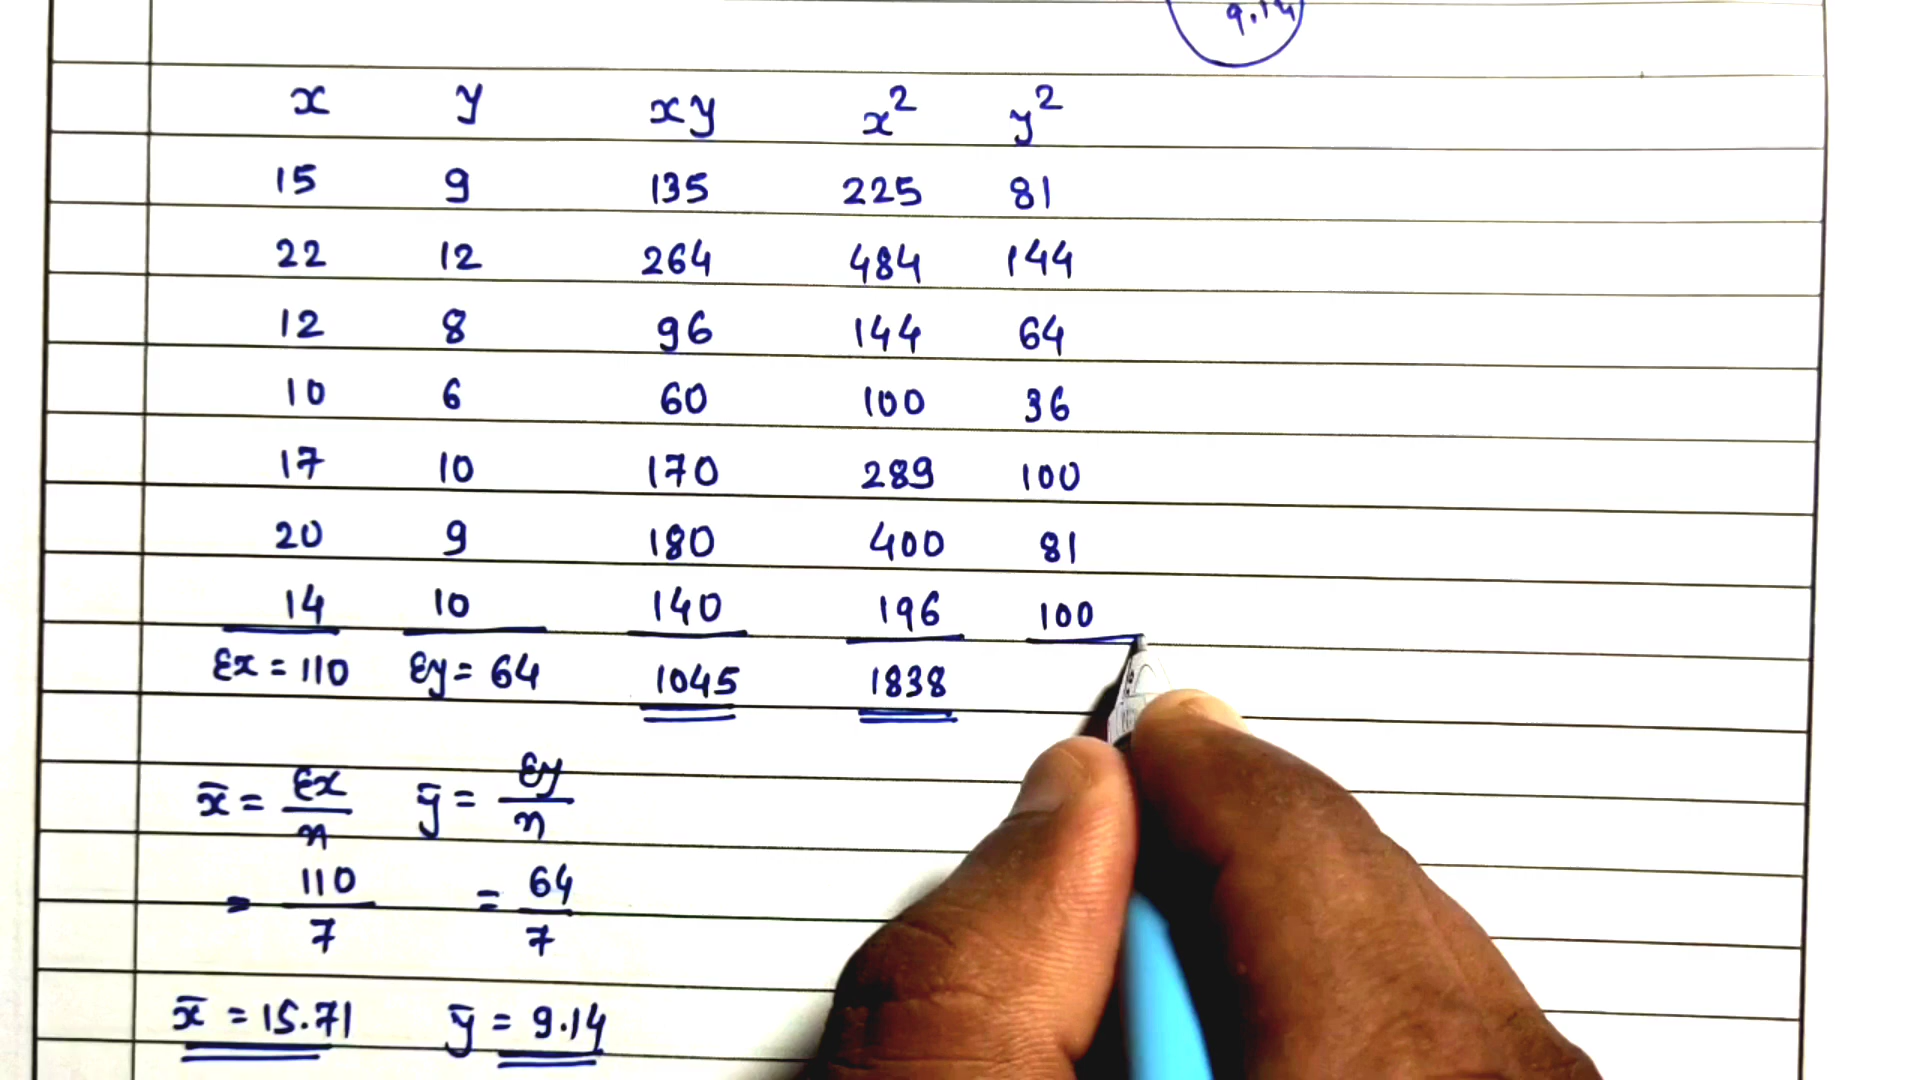 9.14
x y xy x² y²
15 9 135 225 81
22 12 264 484 144
12 8 96 144 64
10 6 60 100 36
17 10 170 289 100
20 9 180 400 81
14 10 140 196 100
Σx = 110 Σy = 64 1045 1838
x̄ = Σx/n ȳ = Σy/n
= 110/7 = 64/7
x̄ = 15.71 ȳ = 9.14